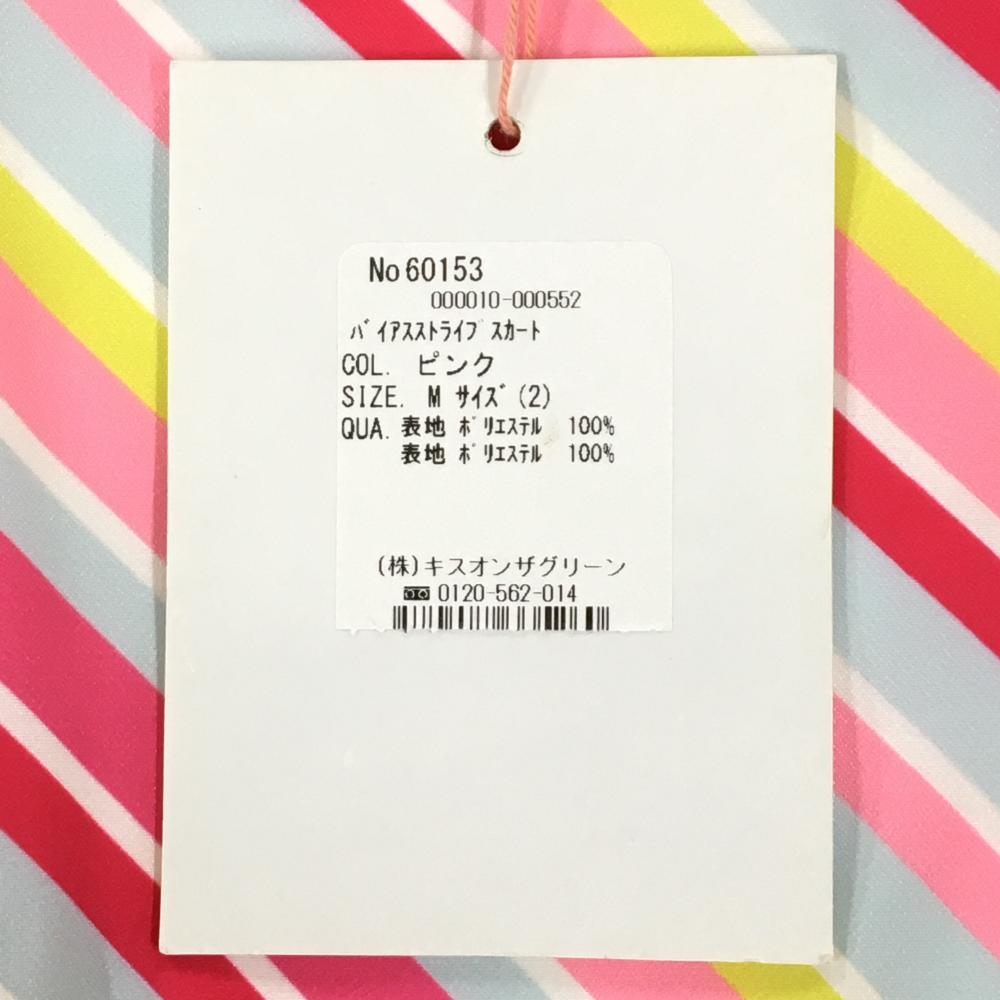 No60153
000010-000552
ﾊﾞｲｱｽｽﾄﾗｲﾌﾟｽｶｰﾄ
COL. ピンク
SIZE. M ｻｲｽﾞ(2)
QUA. 表地 ﾎﾟﾘｴｽﾃﾙ 100%
表地 ﾎﾟﾘｴｽﾃﾙ 100%
(株)キスオンザグリーン
0120-562-014